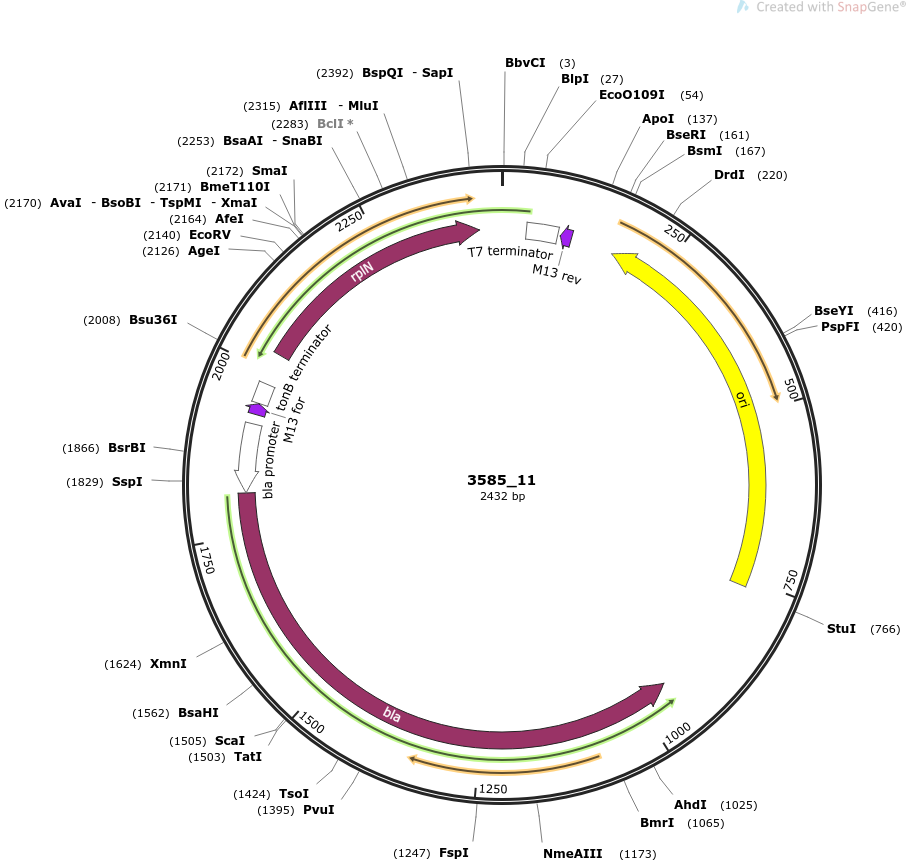 Created with SnapGene®
BbvCI (3)
BlpI (27)
EcoO109I (54)
ApoI (137)
BseRI (161)
BsmI (167)
DrdI (220)
BseYI (416)
PspFI (420)
StuI (766)
AhdI (1025)
BmrI (1065)
NmeAIII (1173)
(1247) FspI
(1395) PvuI
(1424) TsoI
(1503) TatI
(1505) ScaI
(1562) BsaHI
(1624) XmnI
(1829) SspI
(1866) BsrBI
(2008) Bsu36I
(2126) AgeI
(2140) EcoRV
(2164) AfeI
(2170) AvaI - BsoBI - TspMI - XmaI
(2171) BmeT110I
(2172) SmaI
(2253) BsaAI - SnaBI
(2283) BclI *
(2315) AflIII - MluI
(2392) BspQI - SapI
250
500
750
1000
1250
1500
1750
2000
2250
T7 terminator
M13 rev
ori
bla
bla promoter
M13 for
tonB terminator
rplN
3585_11
2432 bp